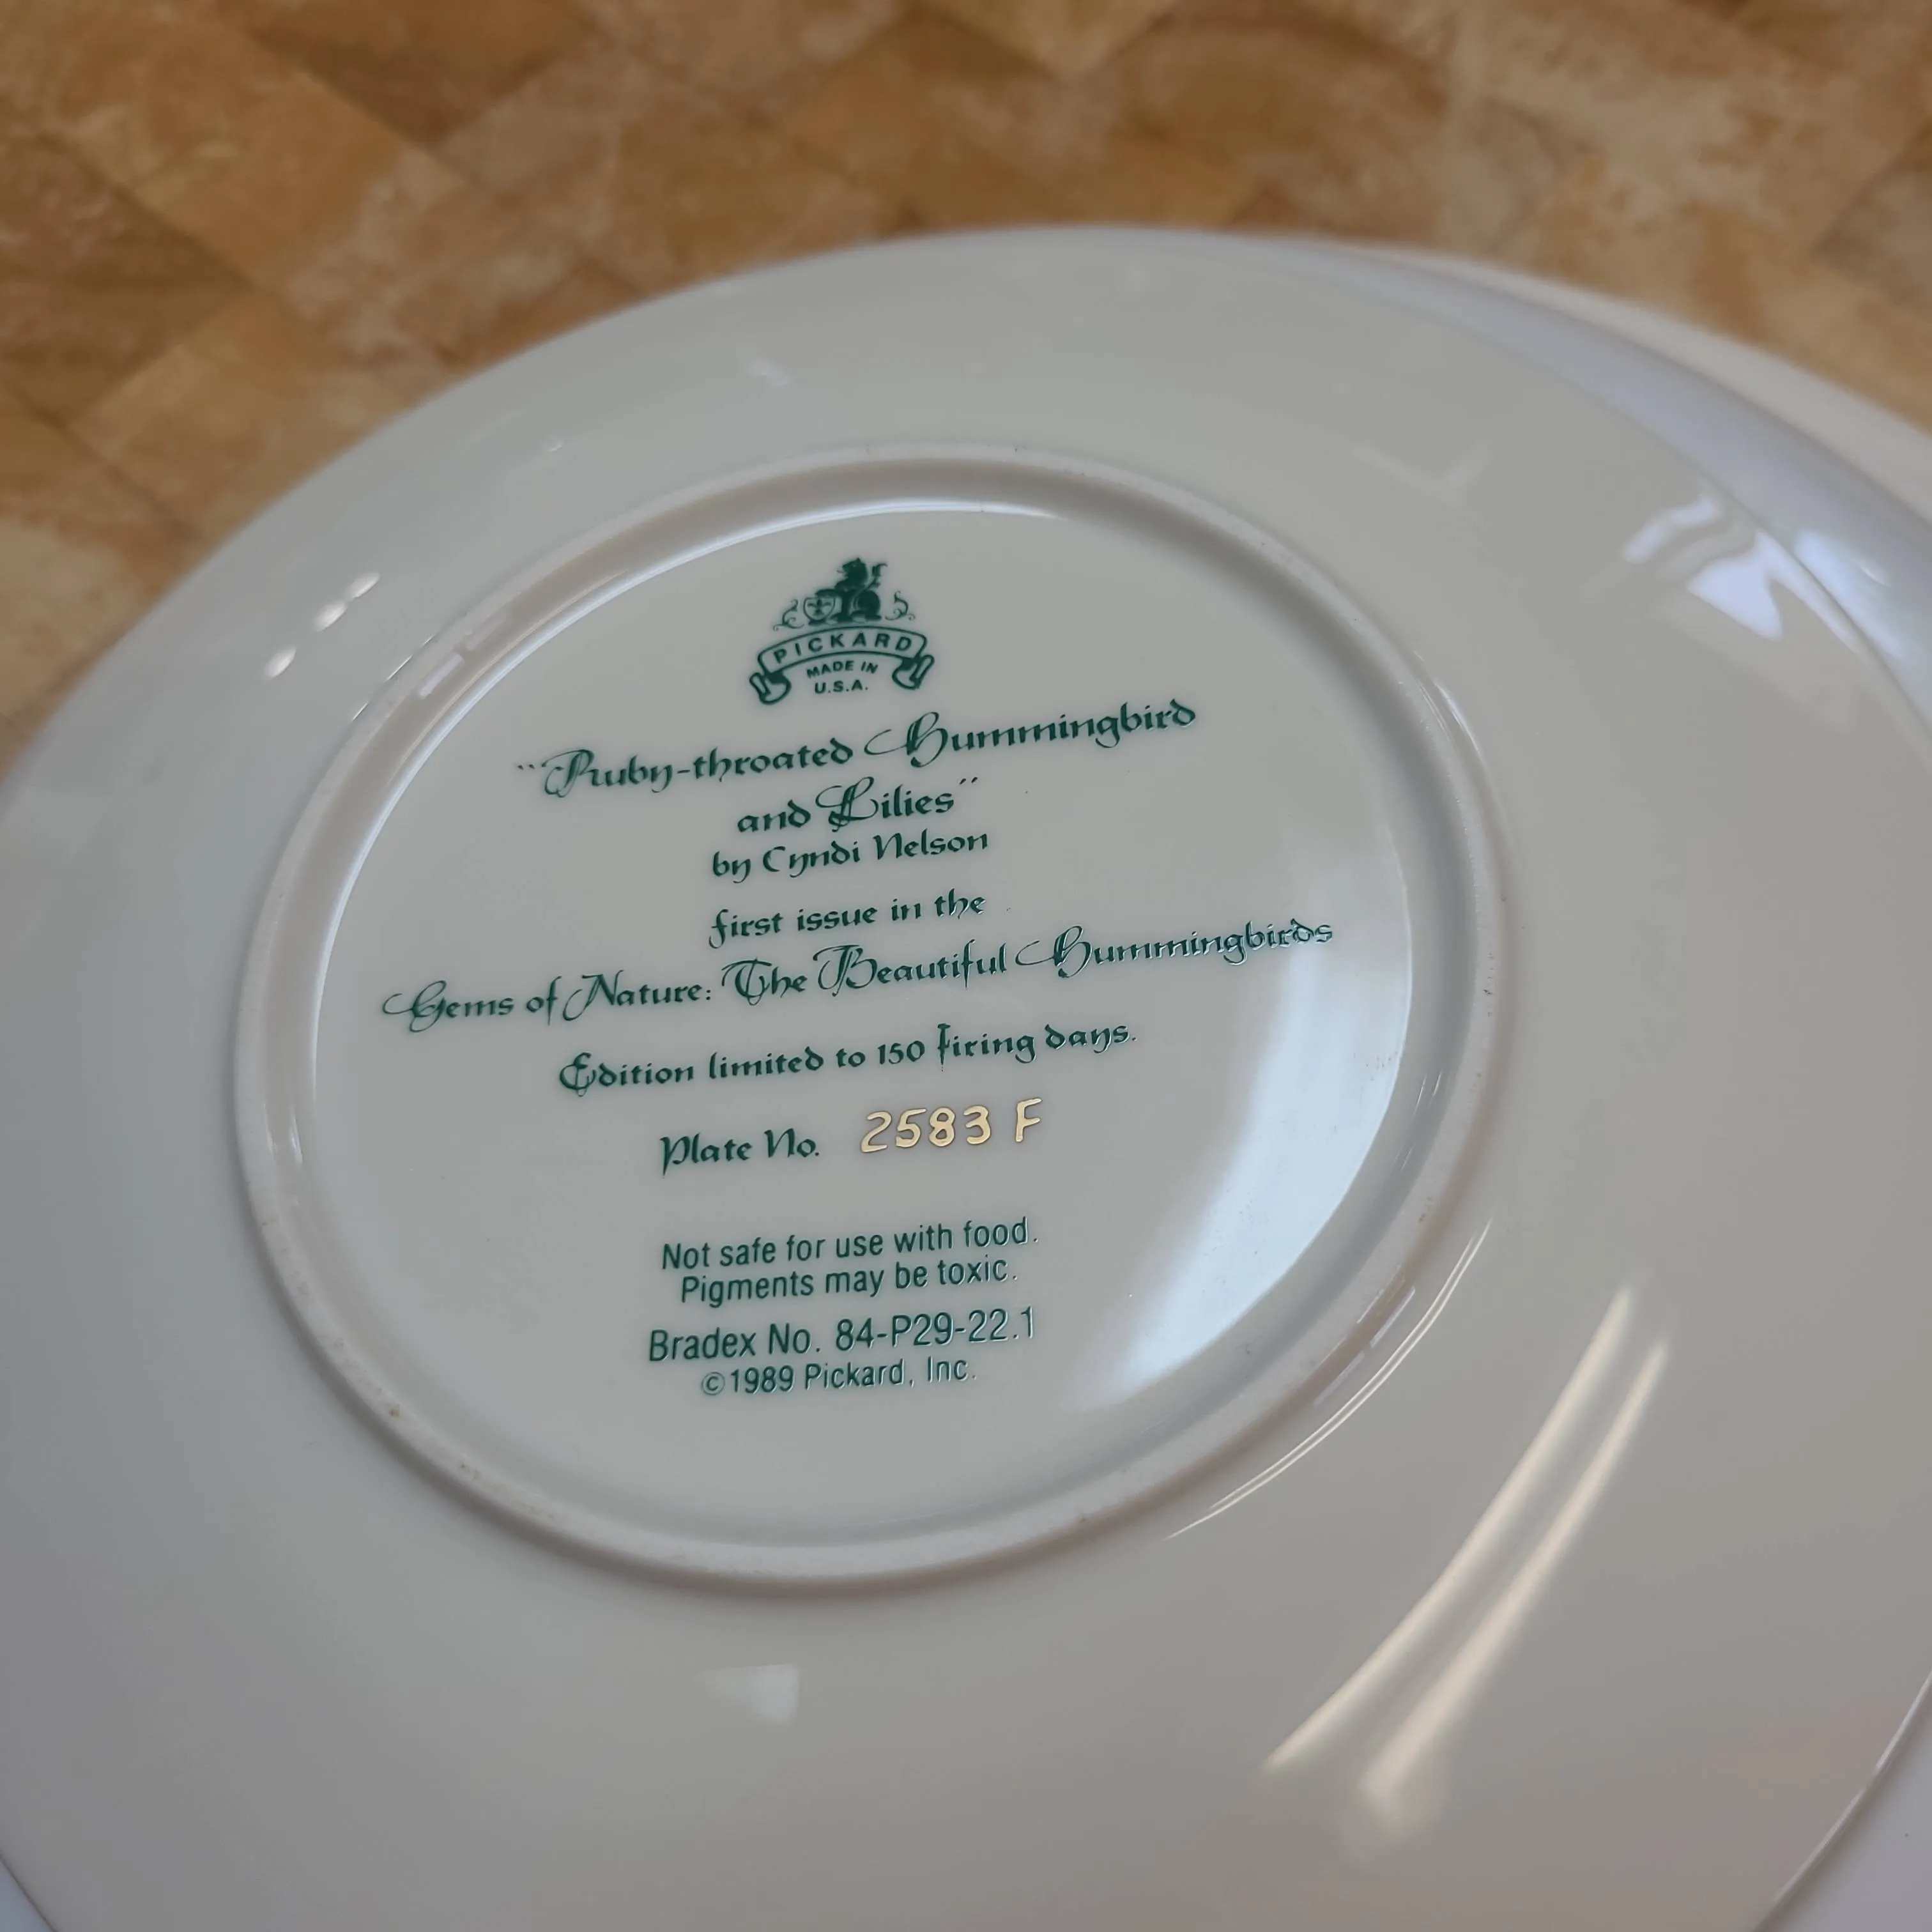 PICKARD
MADE IN
U.S.A.
"Ruby-throated Hummingbird
and Lilies"
by Cyndi Nelson
first issue in the
Gems of Nature: The Beautiful Hummingbirds
Edition limited to 150 firing days.
Plate No. 2583 F
Not safe for use with food.
Pigments may be toxic.
Bradex No. 84-P29-22.1
©1989 Pickard, Inc.